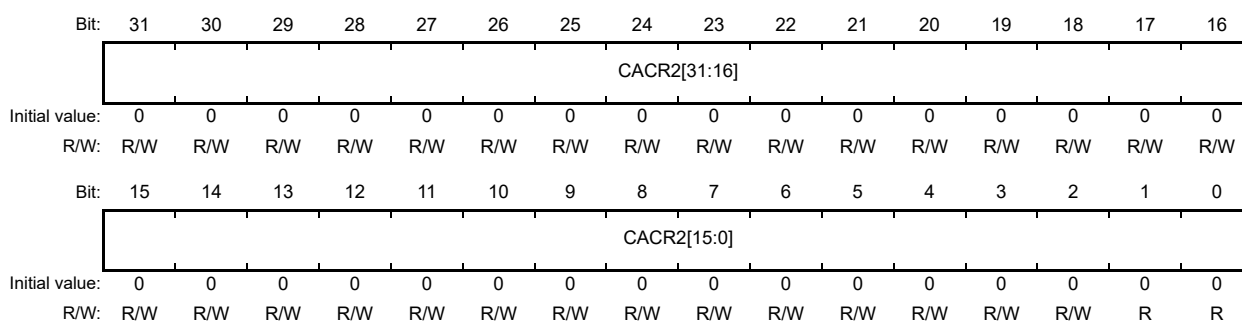 Bit: 31 30 29 28 27 26 25 24 23 22 21 20 19 18 17 16
CACR2[31:16]
Initial value: 0 0 0 0 0 0 0 0 0 0 0 0 0 0 0 0
R/W: R/W R/W R/W R/W R/W R/W R/W R/W R/W R/W R/W R/W R/W R/W R/W R/W
Bit: 15 14 13 12 11 10 9 8 7 6 5 4 3 2 1 0
CACR2[15:0]
Initial value: 0 0 0 0 0 0 0 0 0 0 0 0 0 0 0 0
R/W: R/W R/W R/W R/W R/W R/W R/W R/W R/W R/W R/W R/W R/W R/W R R